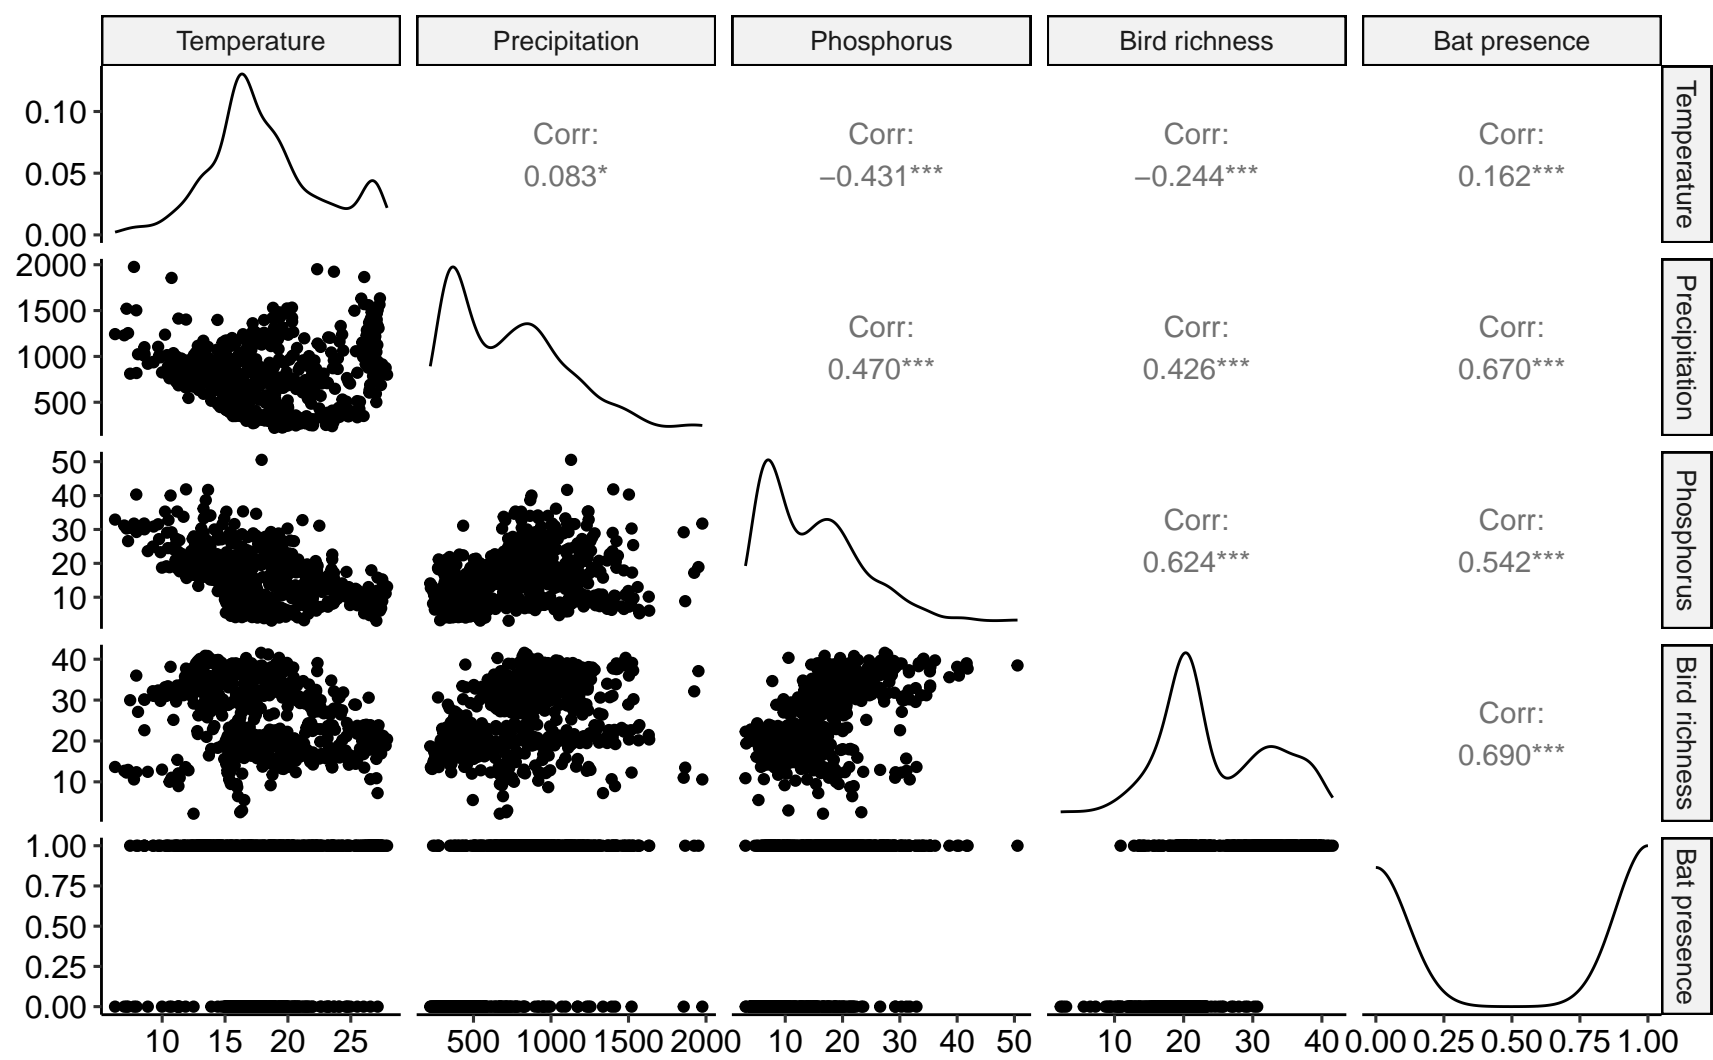 Temperature
Precipitation
Phosphorus
Bird richness
Bat presence
0.10
0.05
0.00
Corr:
0.083*
Corr:
−0.431***
Corr:
−0.244***
Corr:
0.162***
Temperature
2000
1500
1000
500
Corr:
0.470***
Corr:
0.426***
Corr:
0.670***
Precipitation
50
40
30
20
10
Corr:
0.624***
Corr:
0.542***
Phosphorus
40
30
20
10
Corr:
0.690***
Bird richness
1.00
0.75
0.50
0.25
0.00
Bat presence
10 15 20 25
500 1000 1500 2000
10 20 30 40 50
10 20 30 40
0.00 0.25 0.50 0.75 1.00